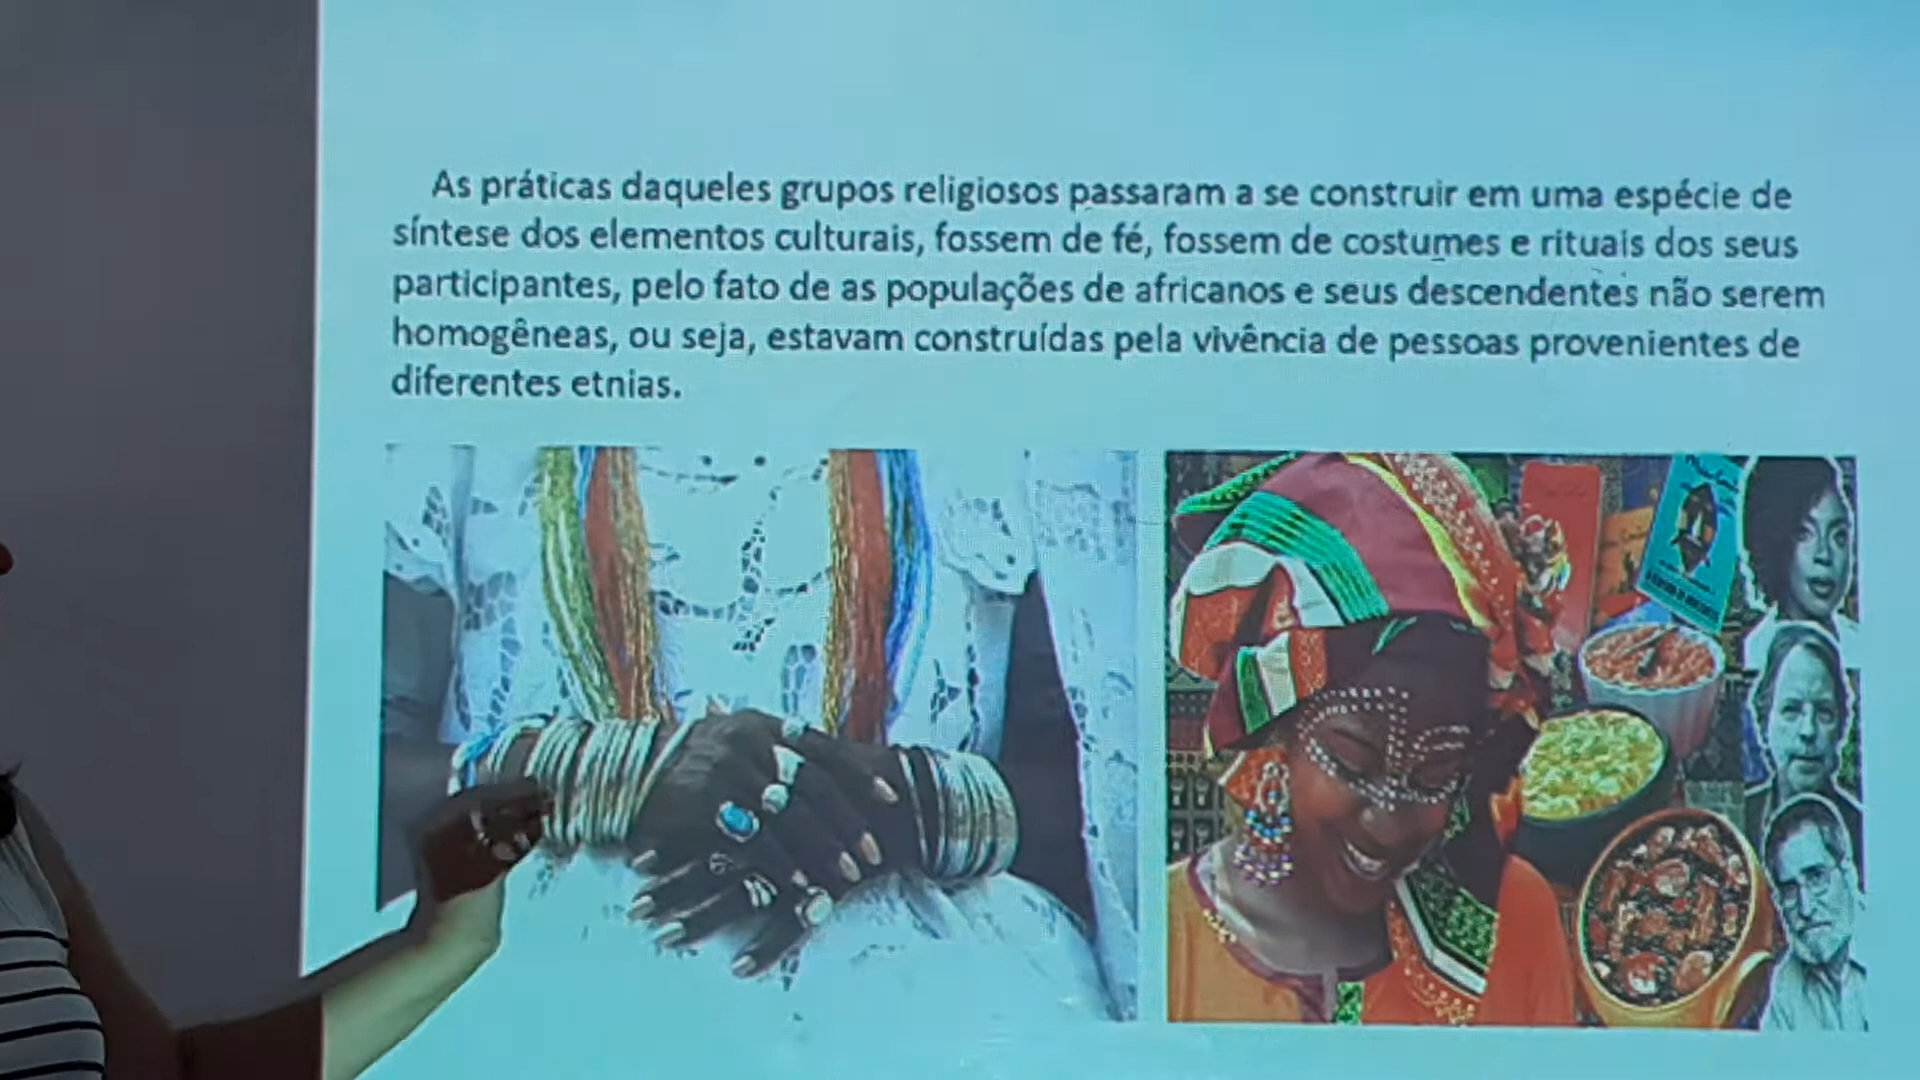 As práticas daqueles grupos religiosos passaram a se construir em uma espécie de
síntese dos elementos culturais, fossem de fé, fossem de costumes e rituais dos seus
participantes, pelo fato de as populações de africanos e seus descendentes não serem
homogêneas, ou seja, estavam construídas pela vivência de pessoas provenientes de
diferentes etnias.